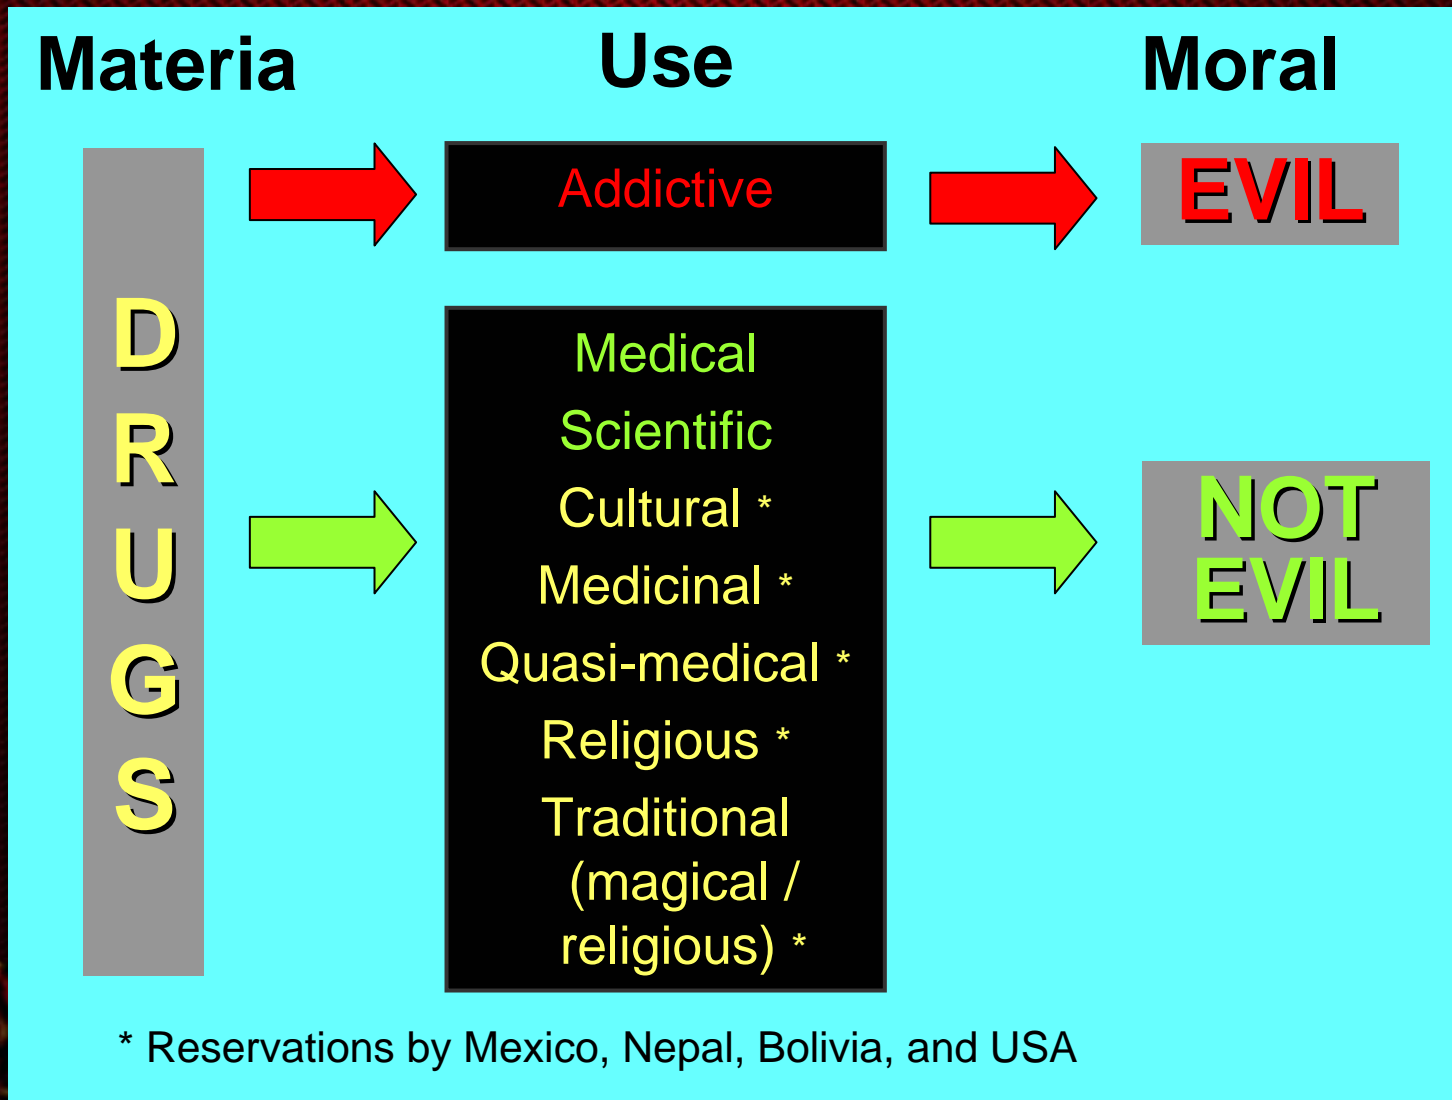 Materia Use Moral
DRUGS
Addictive
EVIL
Medical
Scientific
Cultural *
Medicinal *
Quasi-medical *
Religious *
Traditional
(magical /
religious) *
NOT
EVIL
* Reservations by Mexico, Nepal, Bolivia, and USA